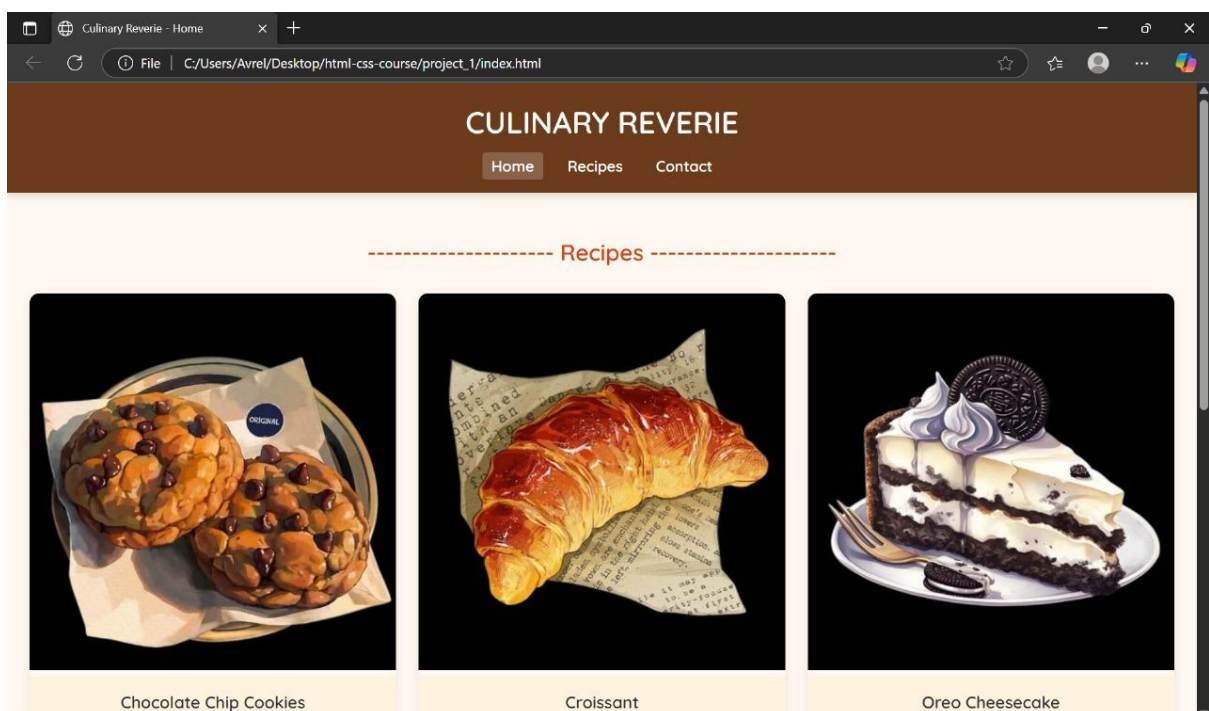 Culinary Reverie - Home
File | C:/Users/Avrel/Desktop/html-css-course/project_1/index.html
CULINARY REVERIE
Home Recipes Contact
-------------------- Recipes --------------------
ORIGINAL
Chocolate Chip Cookies Croissant Oreo Cheesecake